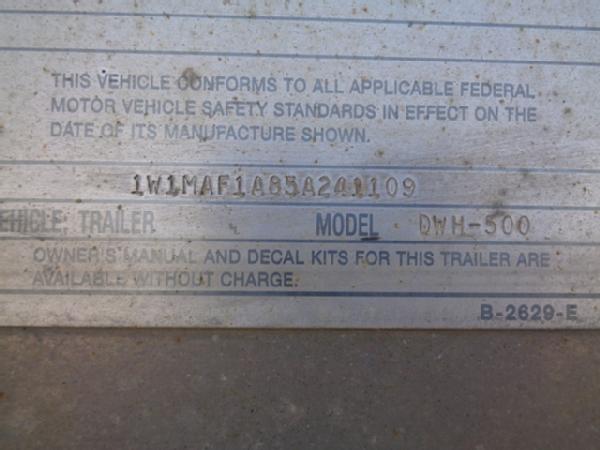 THIS VEHICLE CONFORMS TO ALL APPLICABLE FEDERAL
MOTOR VEHICLE SAFETY STANDARDS IN EFFECT ON THE
DATE OF ITS MANUFACTURE SHOWN.
1W1MAF1A85A241109
VEHICLE; TRAILER MODEL DWH-500
OWNER'S MANUAL AND DECAL KITS FOR THIS TRAILER ARE
AVAILABLE WITHOUT CHARGE.
B-2629-E